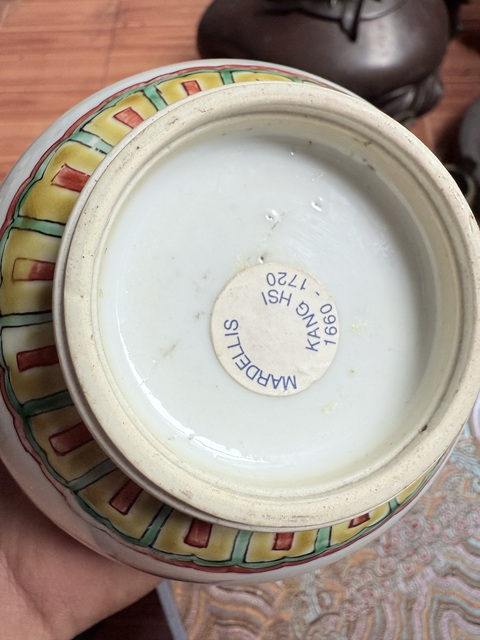 MARDELLIS
KANG HSI
1660 - 1720